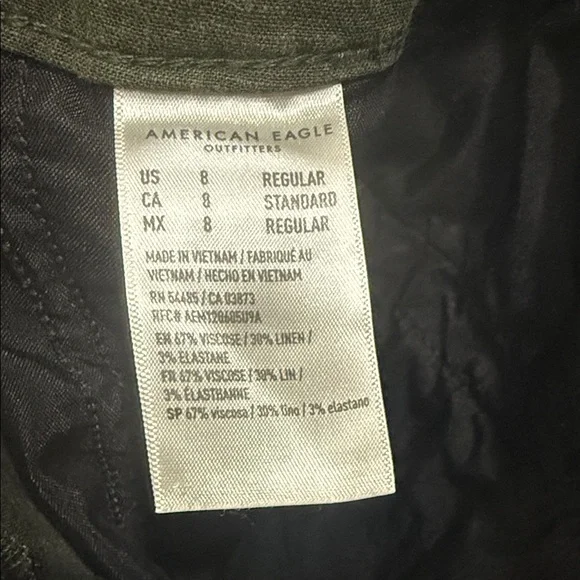 AMERICAN EAGLE
OUTFITTERS
US 8 REGULAR
CA 8 STANDARD
MX 8 REGULAR
MADE IN VIETNAM / FABRIQUÉ AU
VIETNAM / HECHO EN VIETNAM
RN 54485 / CA 03873
RFC# AEM120605U9A
EN 67% VISCOSE / 30% LINEN /
3% ELASTANE
FR 67% VISCOSE / 30% LIN /
3% ÉLASTHANNE
SP 67% viscosa / 30% lino / 3% elastano